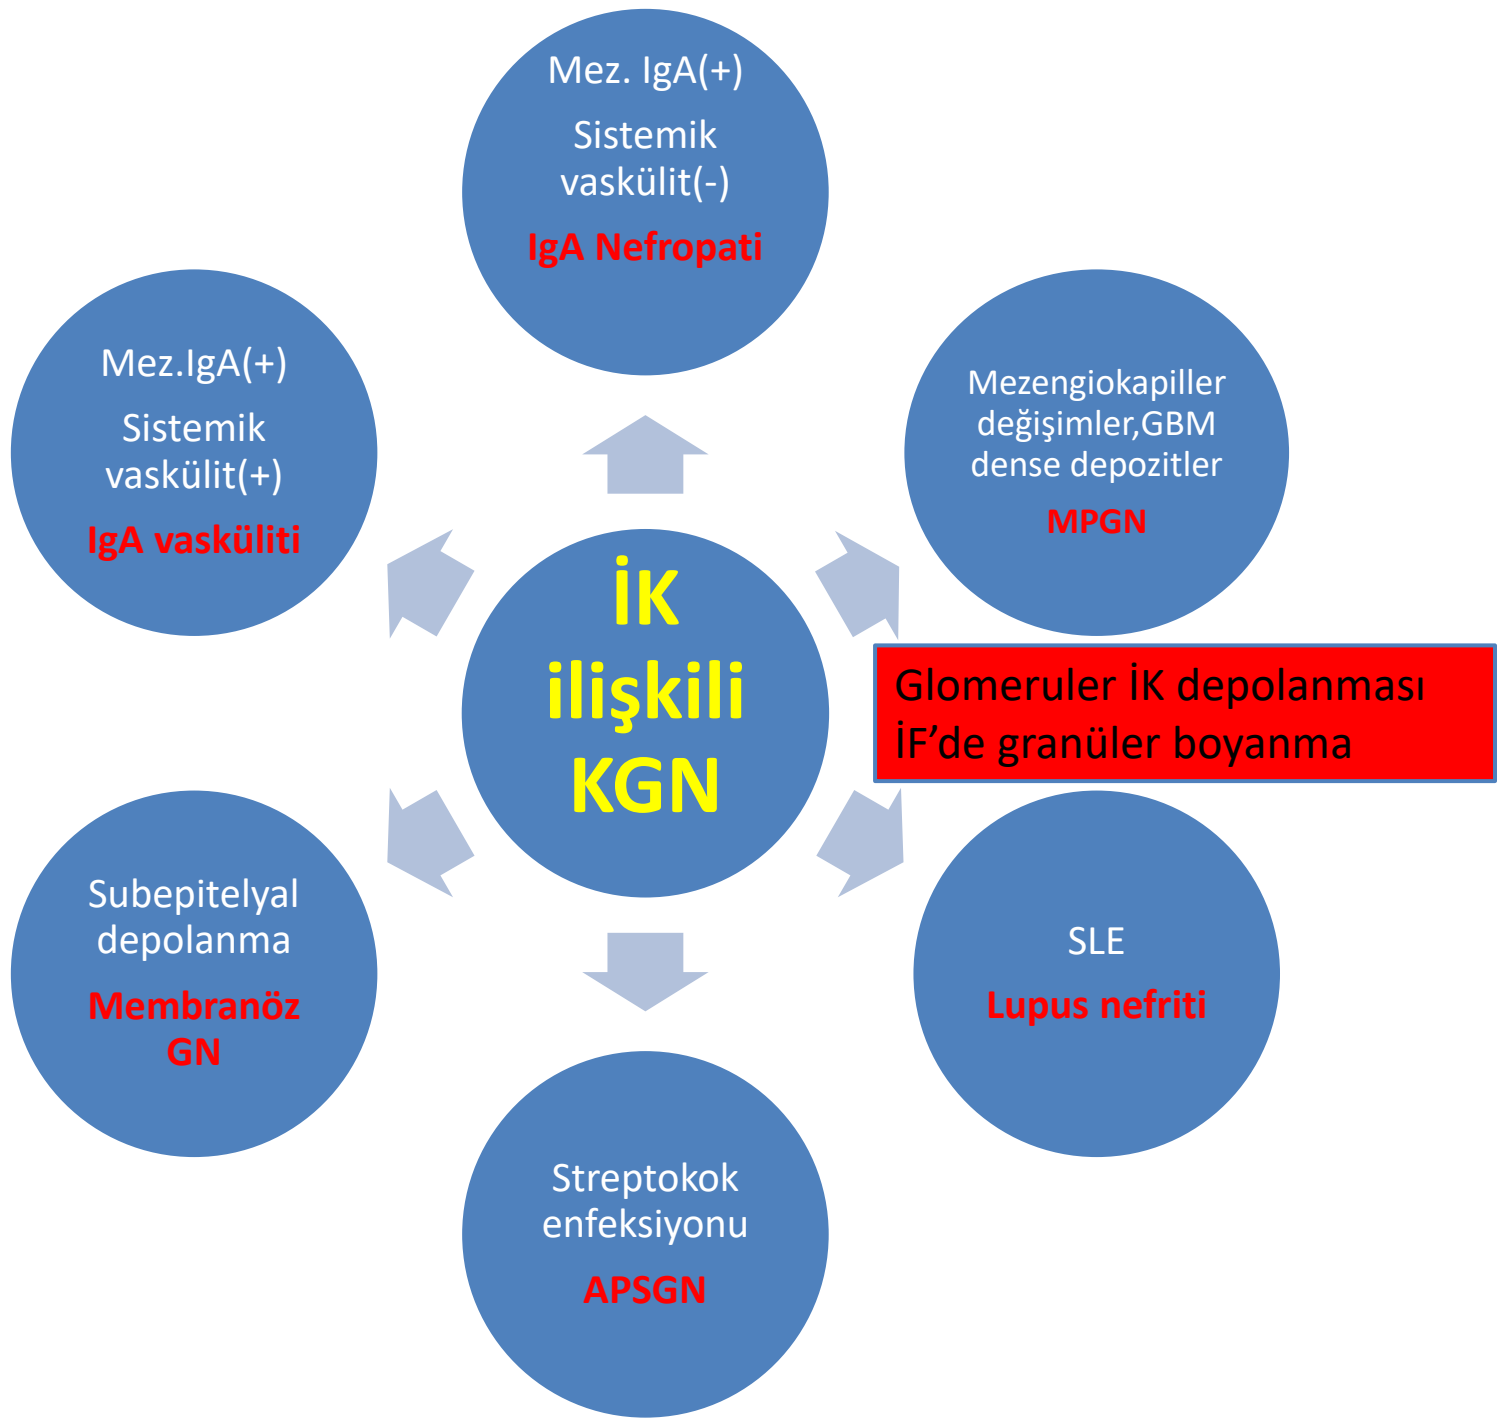 Mez. IgA(+)
Sistemik
vaskülit(-)
IgA Nefropati
Mezengiokapiller
değişimler,GBM
dense depozitler
MPGN
Glomeruler İK depolanması
İF’de granüler boyanma
SLE
Lupus nefriti
Streptokok
enfeksiyonu
APSGN
Subepitelyal
depolanma
Membranöz
GN
Mez.IgA(+)
Sistemik
vaskülit(+)
IgA vasküliti
İK
ilişkili
KGN